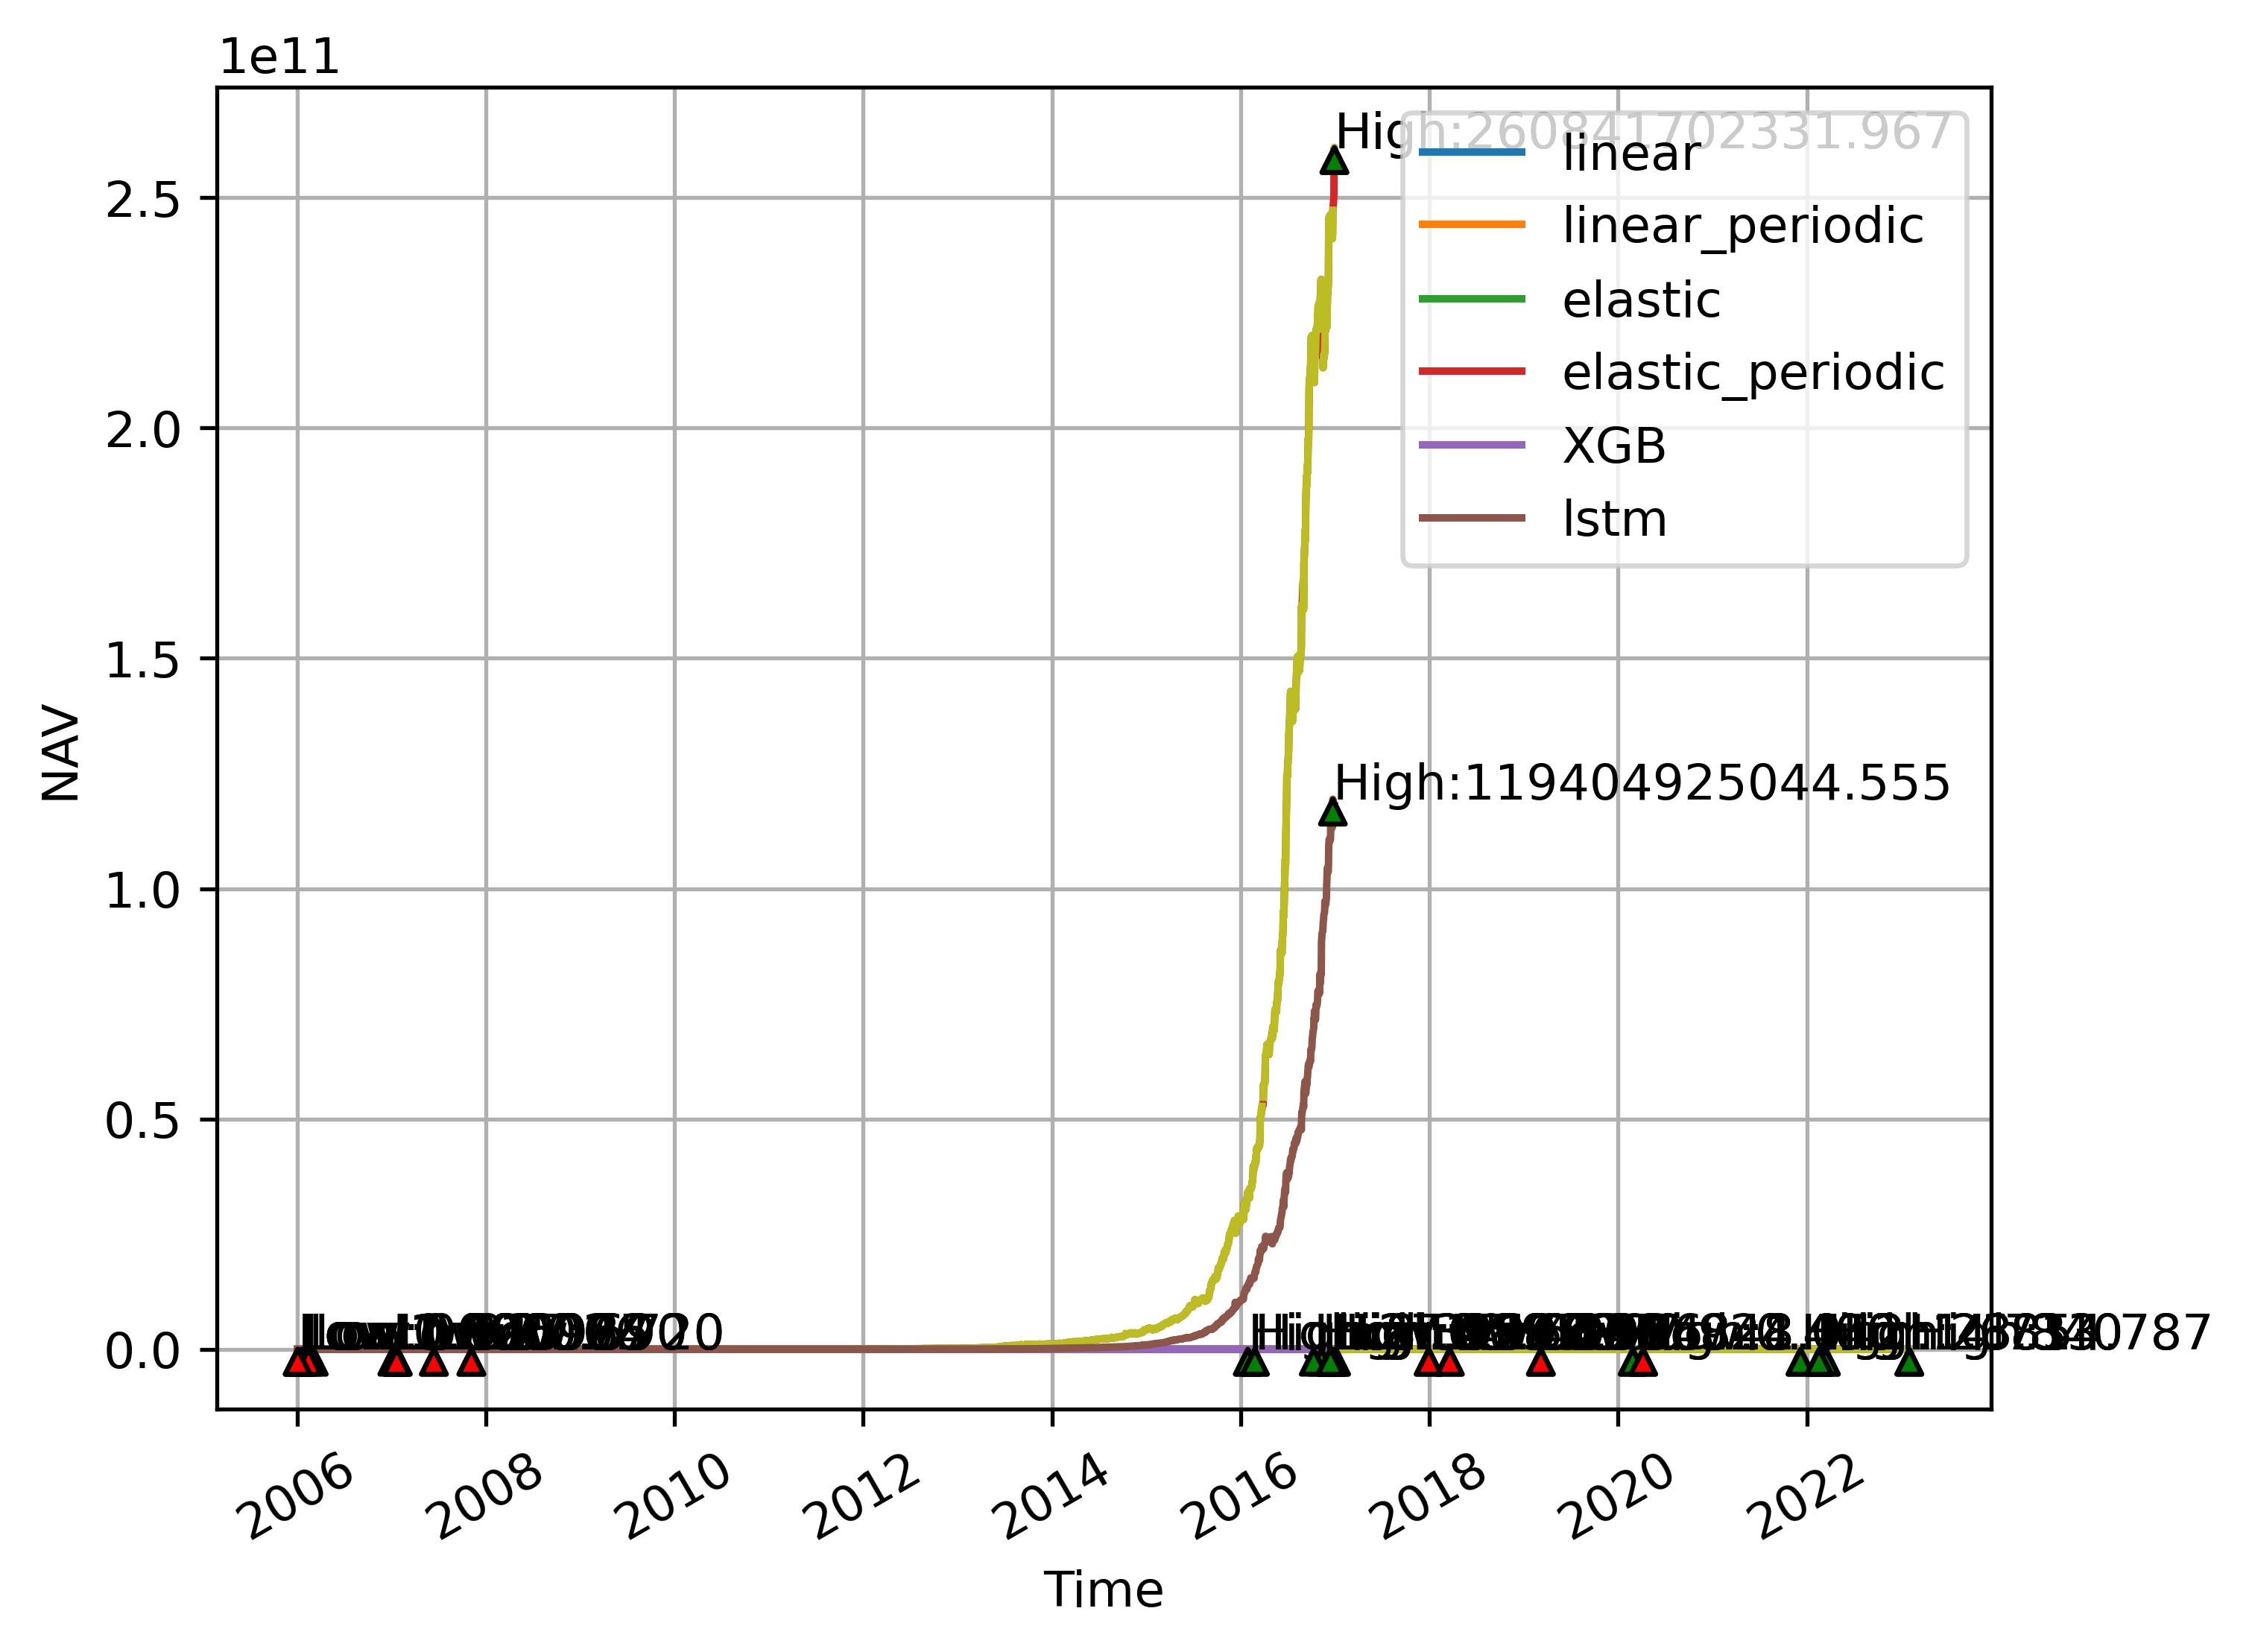 1e11
High:260841702331.967
linear
linear_periodic
elastic
elastic_periodic
XGB
lstm
2.5
2.0
1.5
1.0
0.5
0.0
NAV
High:119404925044.555
2006
2008
2010
2012
2014
2016
2018
2020
2022
Time